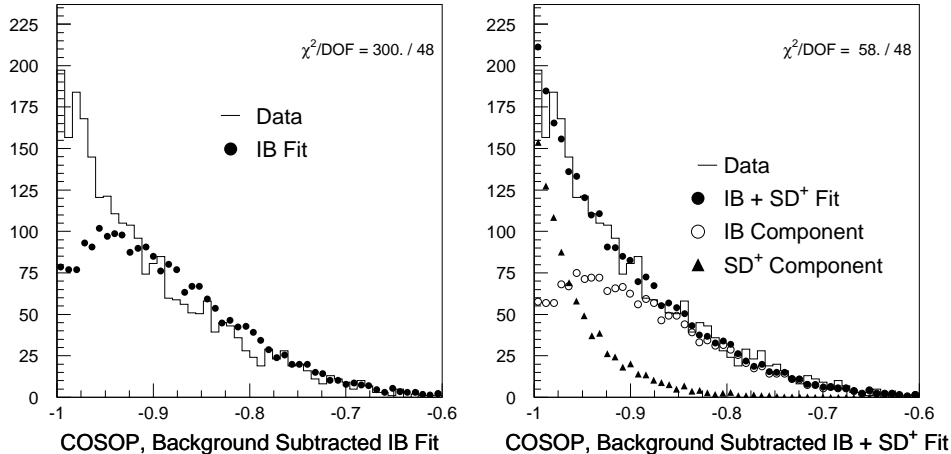 225
200
175
150
125
100
75
50
25
0
χ²/DOF = 300. / 48
Data
IB Fit
-1 -0.9 -0.8 -0.7 -0.6
COSOP, Background Subtracted IB Fit
225
200
175
150
125
100
75
50
25
0
χ²/DOF = 58. / 48
Data
IB + SD⁺ Fit
IB Component
SD⁺ Component
-1 -0.9 -0.8 -0.7 -0.6
COSOP, Background Subtracted IB + SD⁺ Fit